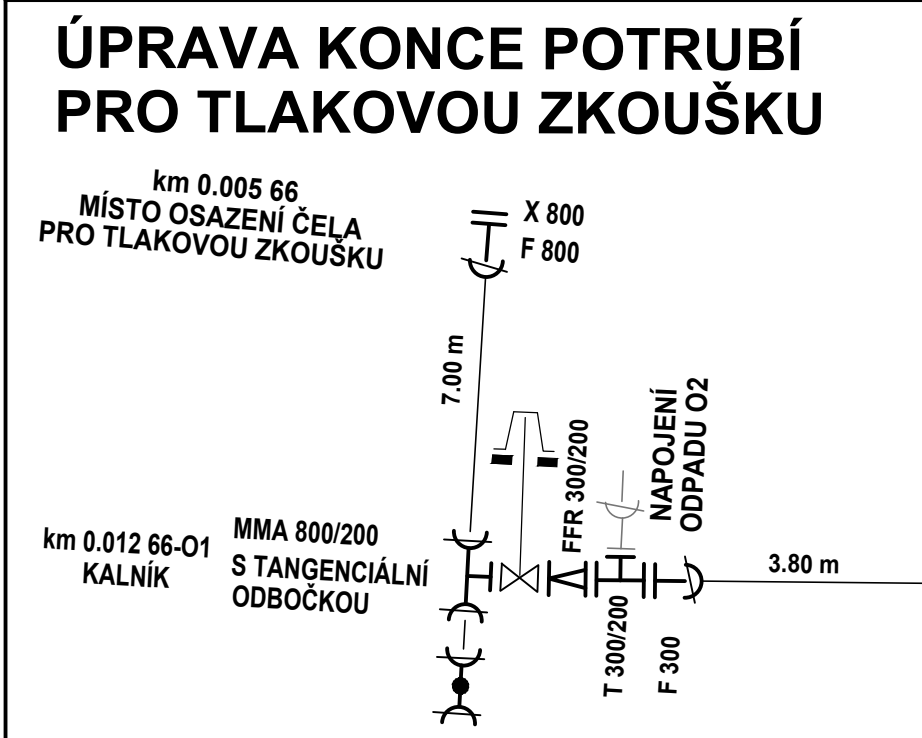 ÚPRAVA KONCE POTRUBÍ
PRO TLAKOVOU ZKOUŠKU
km 0.005 66
MÍSTO OSAZENÍ ČELA
PRO TLAKOVOU ZKOUŠKU
X 800
F 800
7.00 m
FFR 300/200
NAPOJENÍ
ODPADU O2
km 0.012 66-O1
KALNÍK
MMA 800/200
S TANGENCIÁLNÍ
ODBOČKOU
3.80 m
T 300/200
F 300